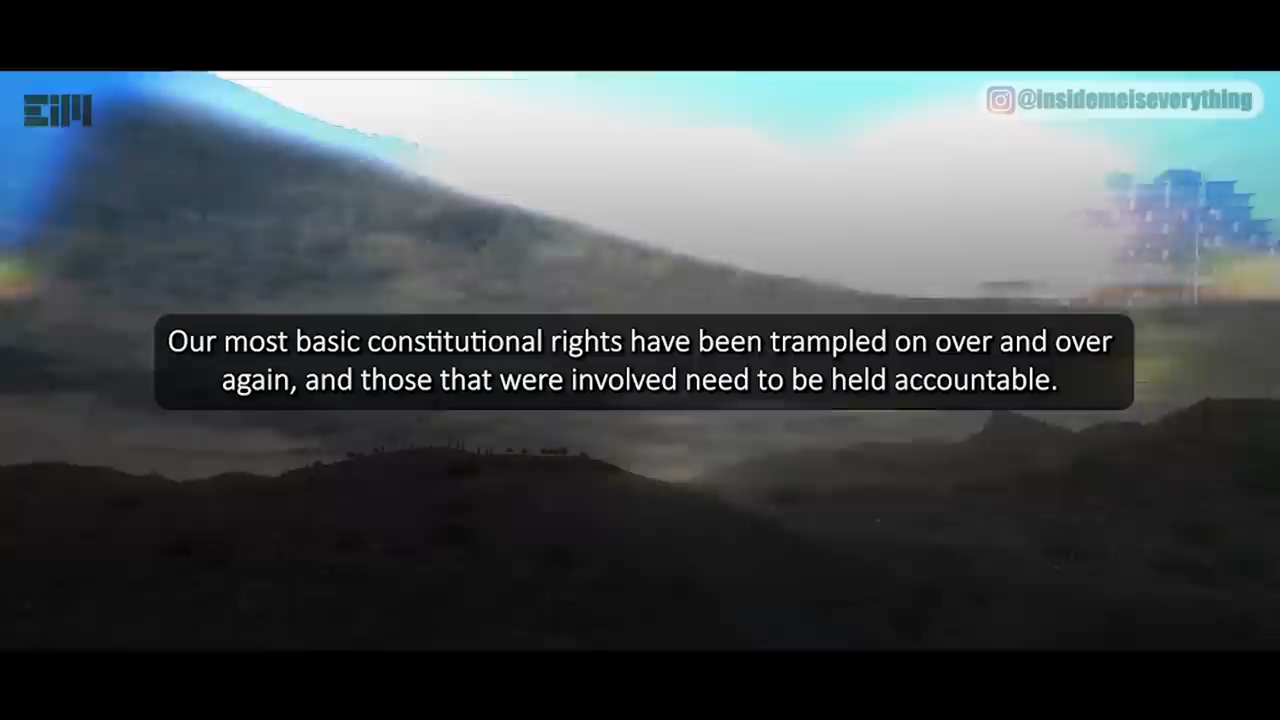 EiM
@insidemeiseverything
Our most basic constitutional rights have been trampled on over and over
again, and those that were involved need to be held accountable.